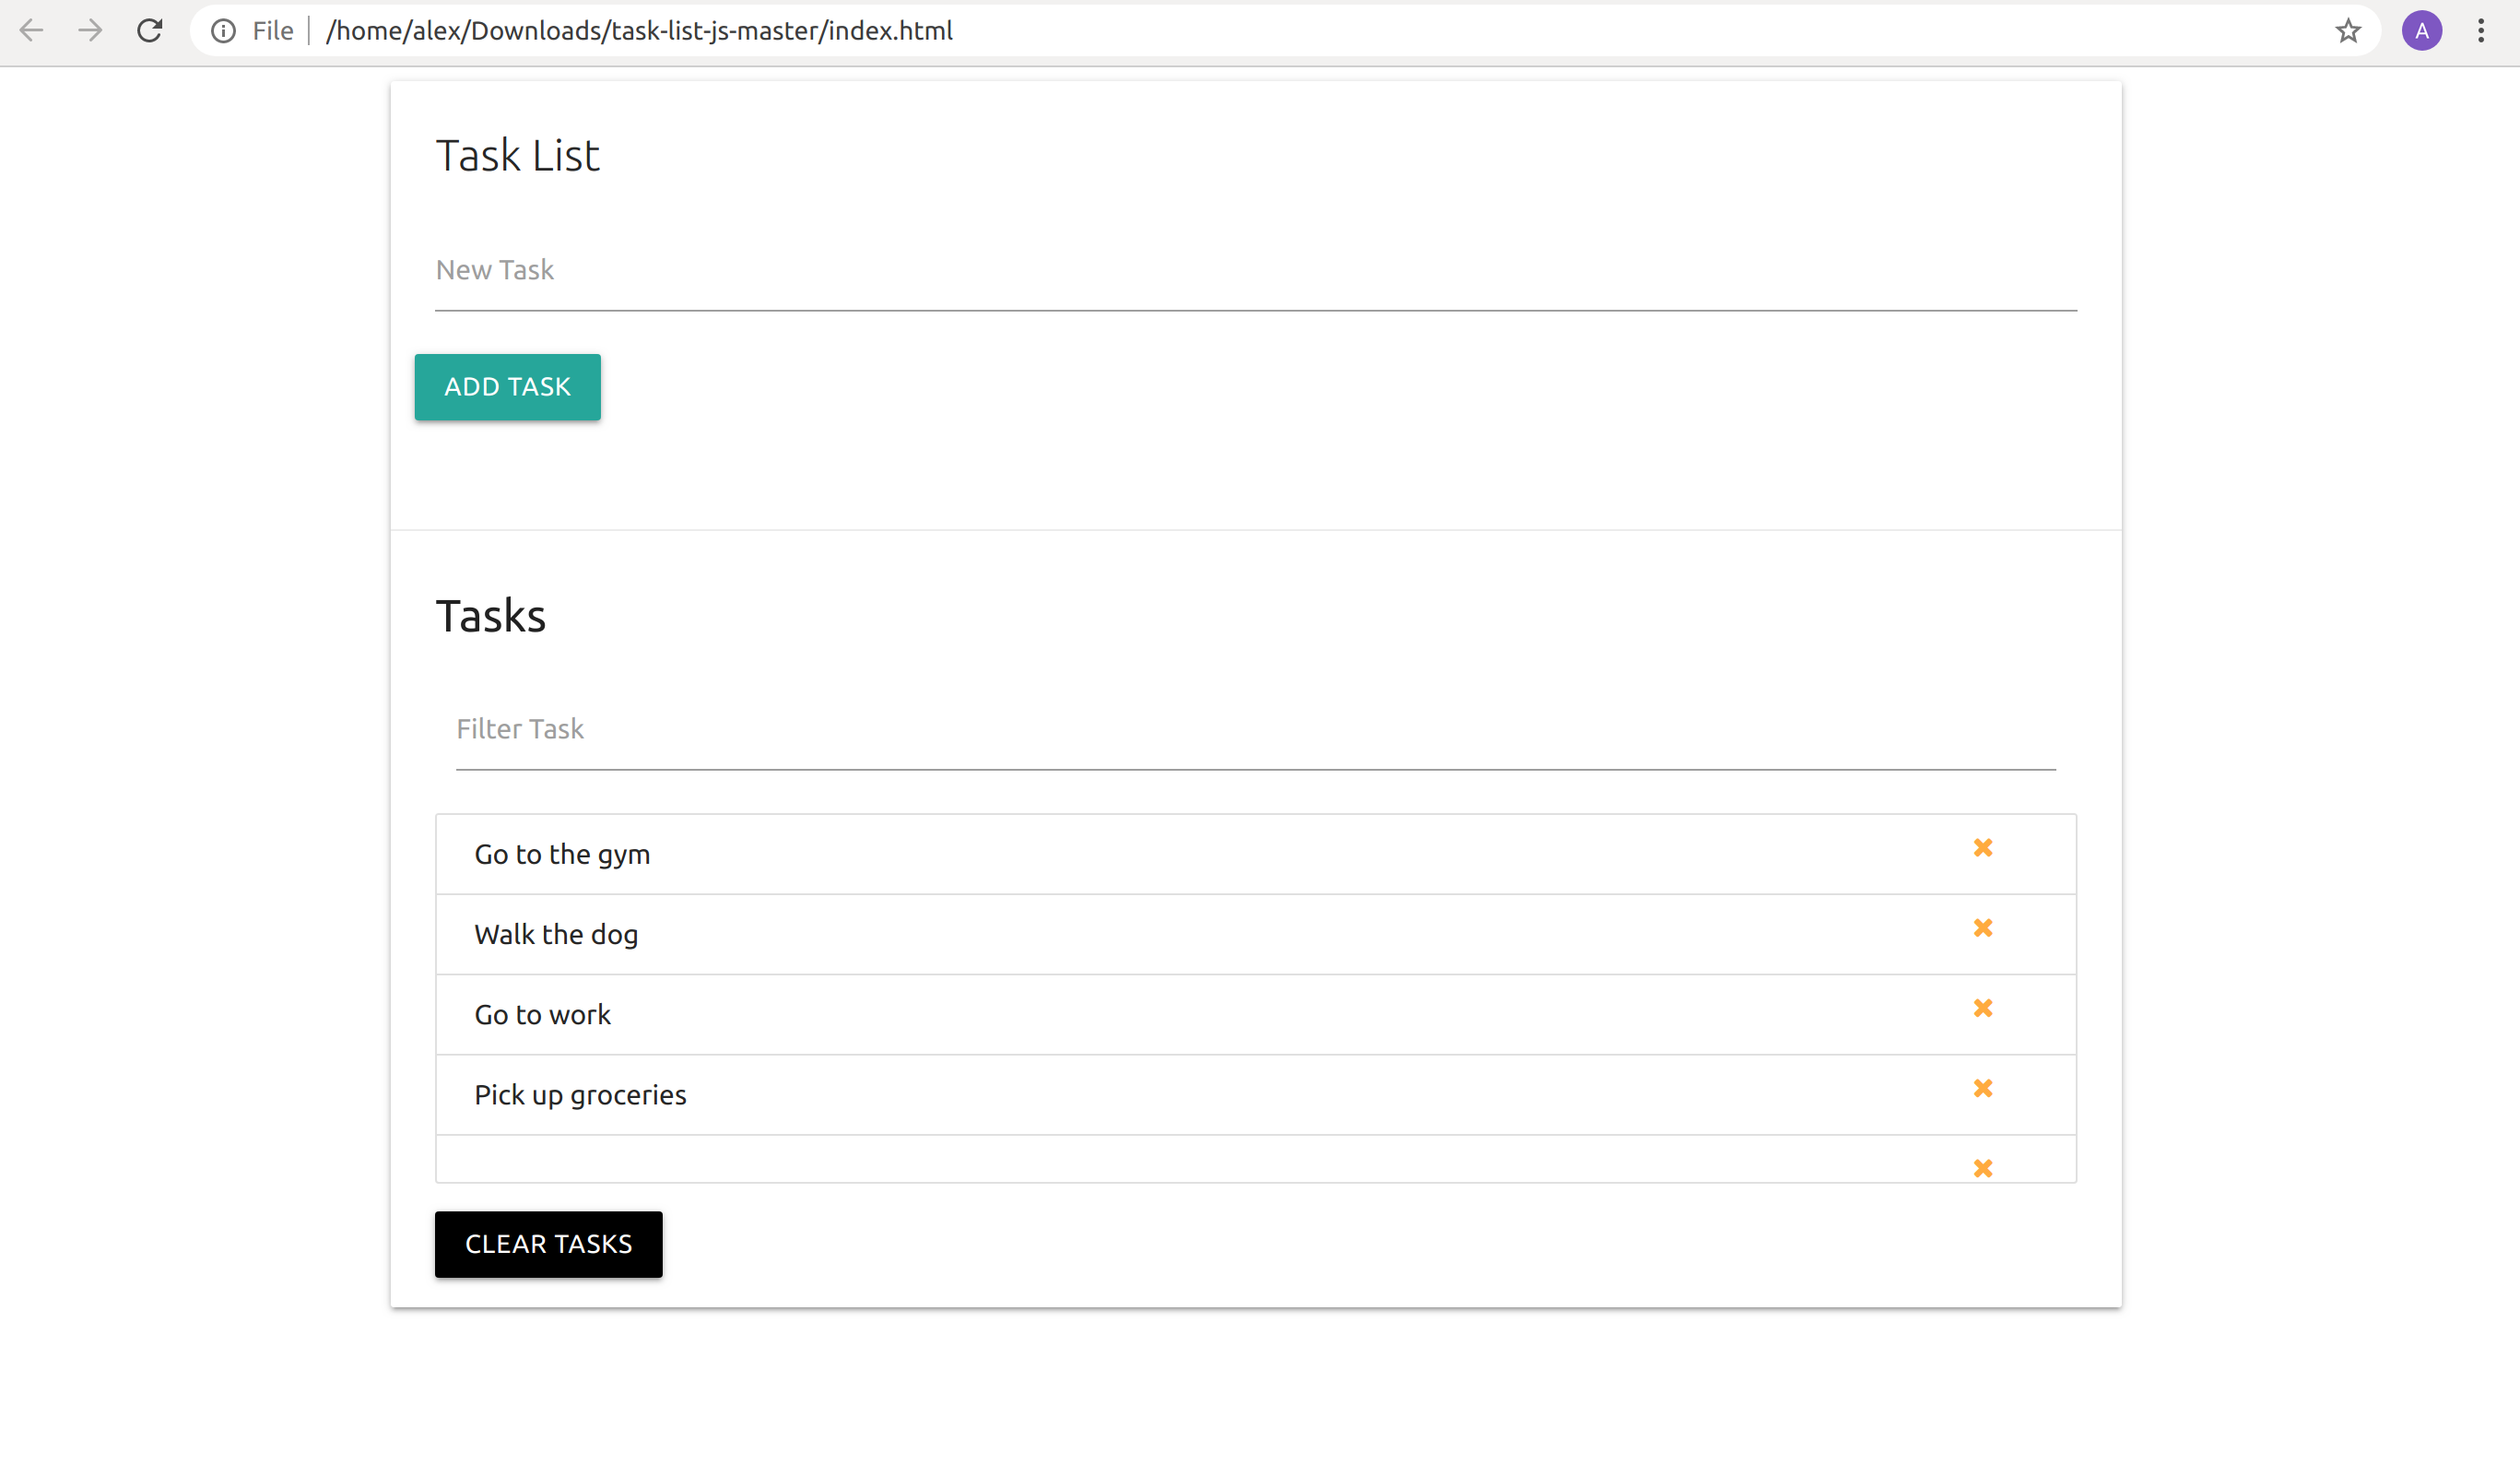 File /home/alex/Downloads/task-list-js-master/index.html A
Task List
New Task
ADD TASK
Tasks
Filter Task
Go to the gym
Walk the dog
Go to work
Pick up groceries
CLEAR TASKS